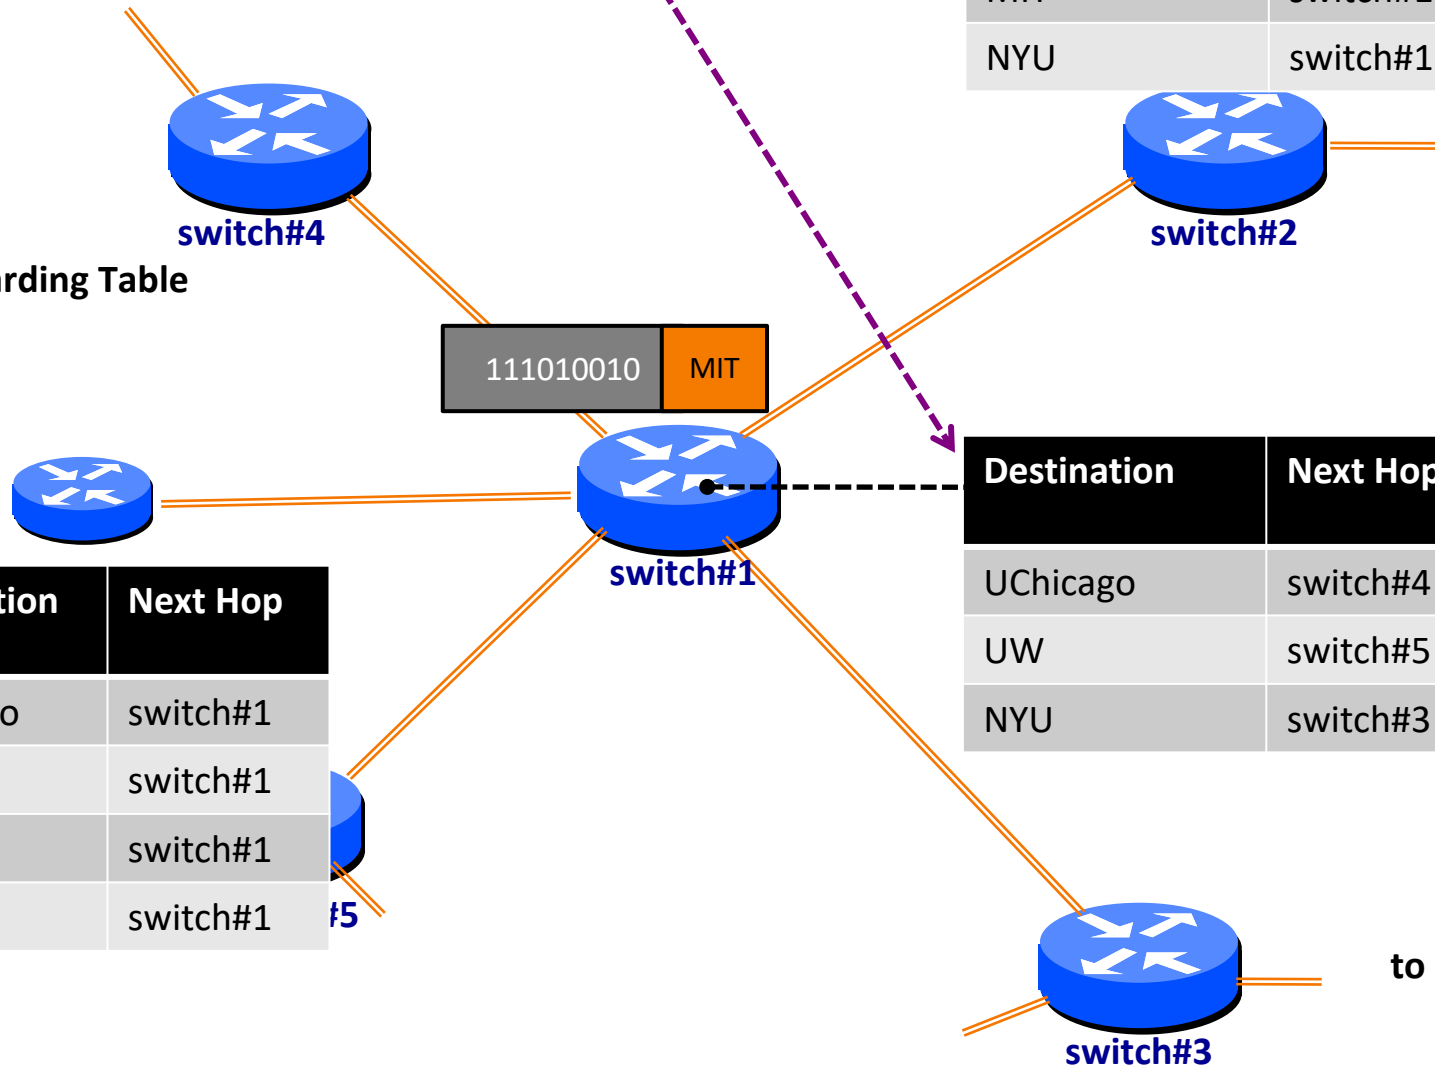 NYU switch#1
switch#4
switch#2
rding Table
111010010 MIT
Destination Next Hop
switch#1
UChicago switch#4
tion Next Hop
UW switch#5
o switch#1
NYU switch#3
switch#1
switch#1
switch#1
#5
to
switch#3